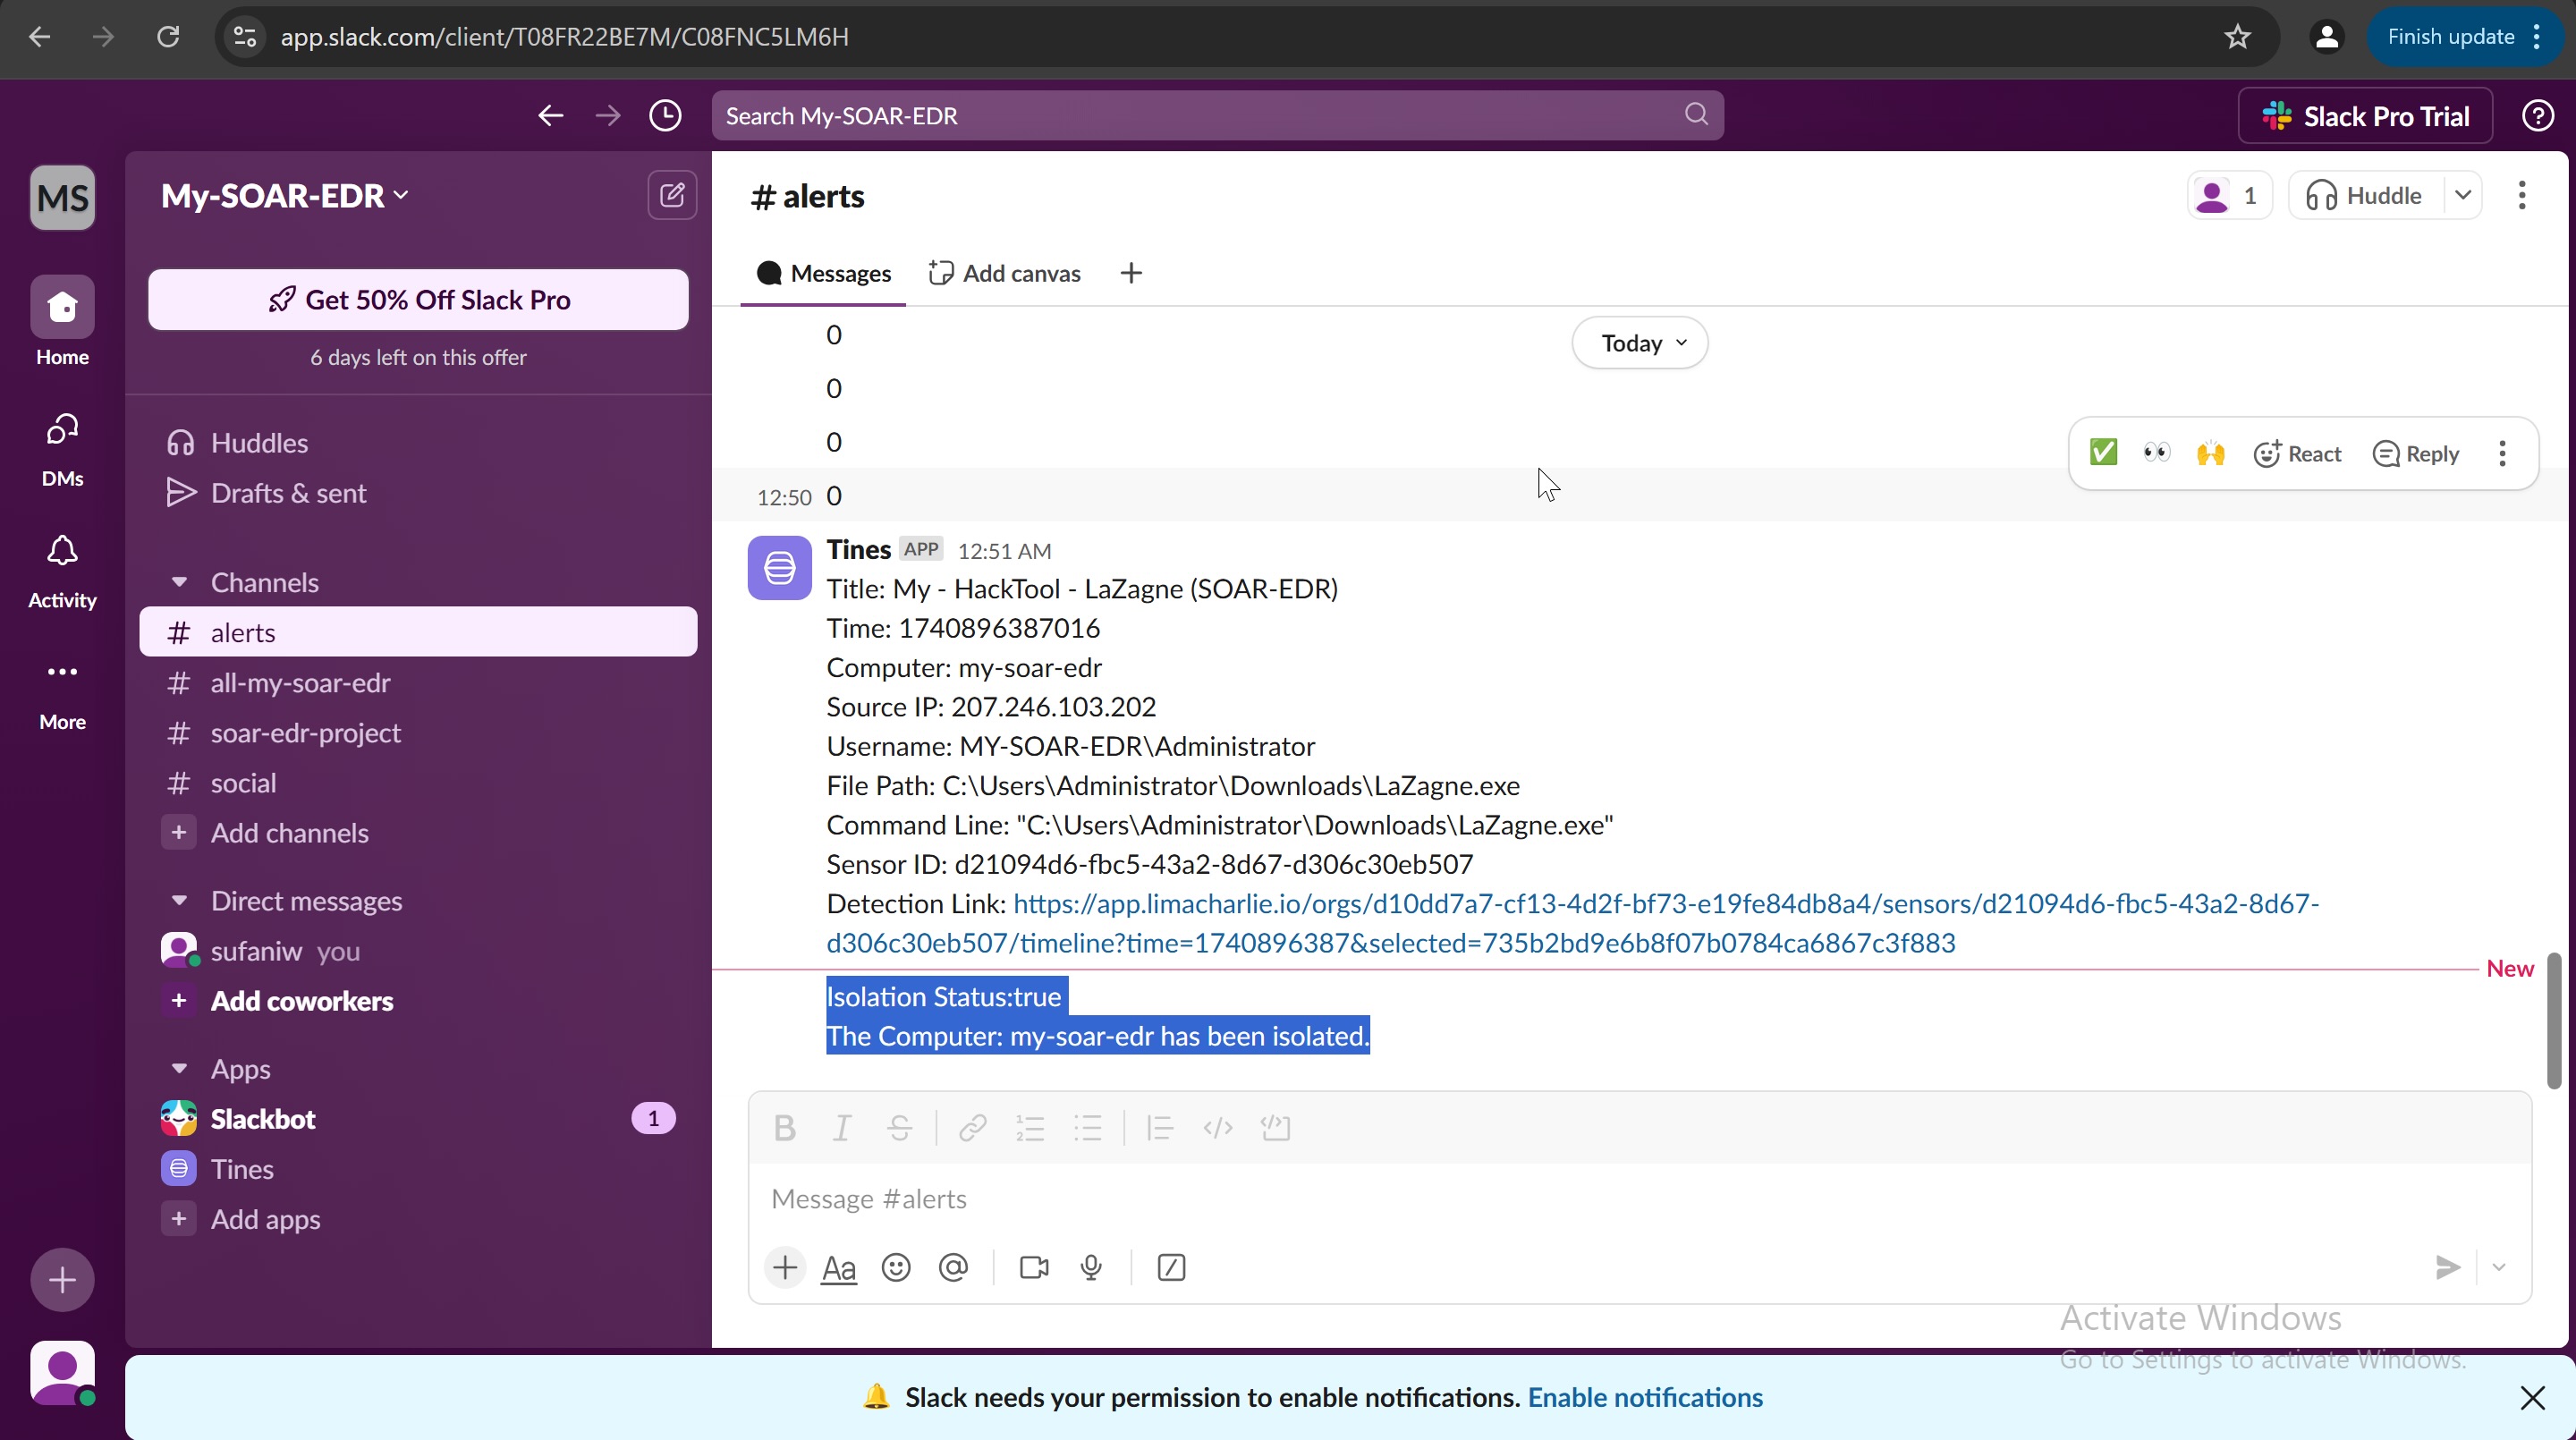 app.slack.com/client/T08FR22BE7M/C08FNC5LM6H
Finish update
Search My-SOAR-EDR
Slack Pro Trial
MS
My-SOAR-EDR
Get 50% Off Slack Pro
6 days left on this offer
Home
DMs
Activity
More
Huddles
Drafts & sent
Channels
# alerts
# all-my-soar-edr
# soar-edr-project
# social
+ Add channels
Direct messages
sufaniw you
+ Add coworkers
Apps
Slackbot 1
Tines
+ Add apps
# alerts
1
Huddle
Messages
Add canvas
Today
0
0
0
12:50 0
React
Reply
Tines APP 12:51 AM
Title: My - HackTool - LaZagne (SOAR-EDR)
Time: 1740896387016
Computer: my-soar-edr
Source IP: 207.246.103.202
Username: MY-SOAR-EDR\Administrator
File Path: C:\Users\Administrator\Downloads\LaZagne.exe
Command Line: "C:\Users\Administrator\Downloads\LaZagne.exe"
Sensor ID: d21094d6-fbc5-43a2-8d67-d306c30eb507
Detection Link: https://app.limacharlie.io/orgs/d10dd7a7-cf13-4d2f-bf73-e19fe84db8a4/sensors/d21094d6-fbc5-43a2-8d67-
d306c30eb507/timeline?time=1740896387&selected=735b2bd9e6b8f07b0784ca6867c3f883
New
Isolation Status:true
The Computer: my-soar-edr has been isolated.
Message #alerts
Aa
Activate Windows
Go to Settings to activate Windows.
Slack needs your permission to enable notifications. Enable notifications